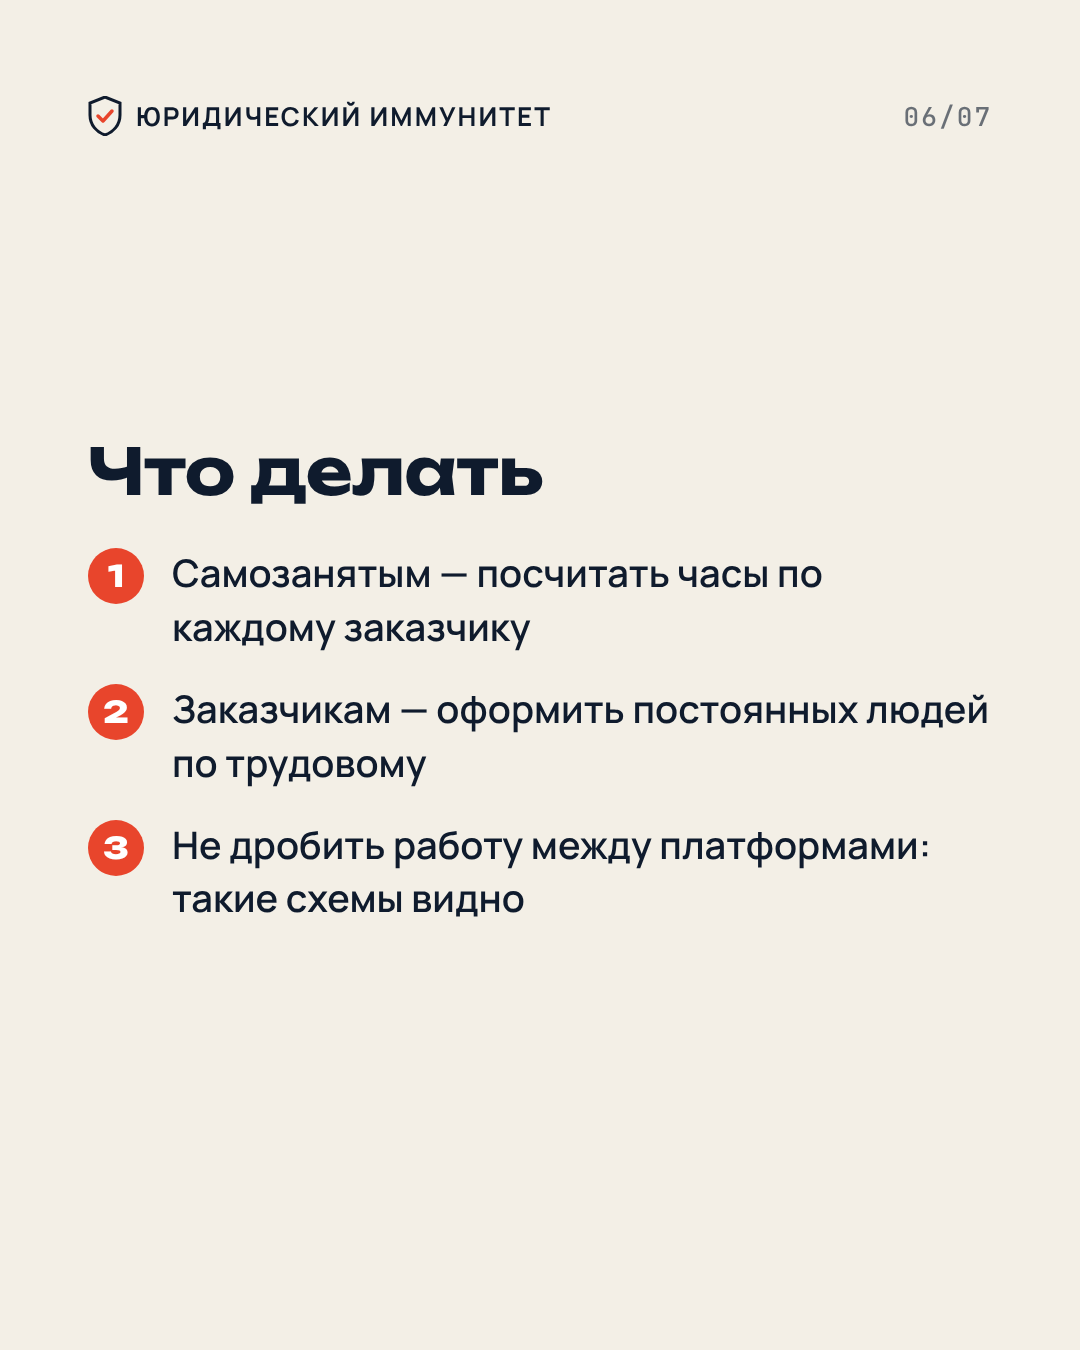 ЮРИДИЧЕСКИЙ ИММУНИТЕТ
06/07
Что делать
1 Самозанятым — посчитать часы по
каждому заказчику
2 Заказчикам — оформить постоянных людей
по трудовому
3 Не дробить работу между платформами:
такие схемы видно